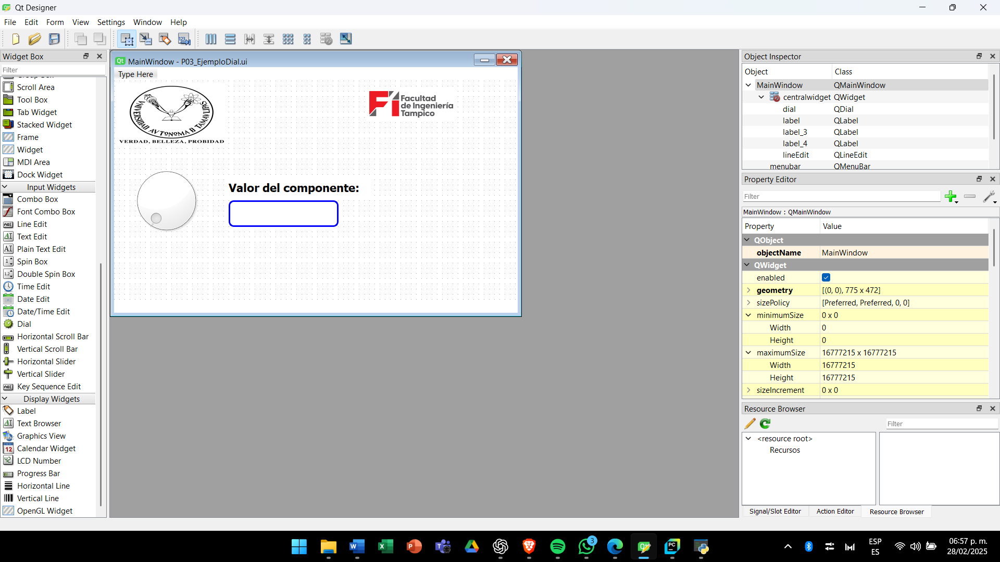 Qt Designer
File Edit Form View Settings Window Help
Widget Box
Filter
Scroll Area
Tool Box
Tab Widget
Stacked Widget
Frame
Widget
MDI Area
Dock Widget
Input Widgets
Combo Box
Font Combo Box
Line Edit
Text Edit
Plain Text Edit
Spin Box
Double Spin Box
Time Edit
Date Edit
Date/Time Edit
Dial
Horizontal Scroll Bar
Vertical Scroll Bar
Horizontal Slider
Vertical Slider
Key Sequence Edit
Display Widgets
Label
Text Browser
Graphics View
Calendar Widget
LCD Number
Progress Bar
Horizontal Line
Vertical Line
OpenGL Widget
MainWindow - P03_EjemploDial.ui
Type Here
VERDAD, BELLEZA, PROBIDAD
Fi Facultad
de Ingeniería
Tampico
Valor del componente:
Object Inspector
Object Class
MainWindow QMainWindow
centralwidget QWidget
dial QDial
label QLabel
label_3 QLabel
label_4 QLabel
lineEdit QLineEdit
menubar QMenuBar
Property Editor
Filter
MainWindow : QMainWindow
Property Value
QObject
objectName MainWindow
QWidget
enabled
geometry [(0, 0), 775 x 472]
sizePolicy [Preferred, Preferred, 0, 0]
minimumSize 0 x 0
Width 0
Height 0
maximumSize 16777215 x 16777215
Width 16777215
Height 16777215
sizeIncrement 0 x 0
Resource Browser
Filter
<resource root>
Recursos
Signal/Slot Editor Action Editor Resource Browser
3
ESP
ES
06:57 p. m.
28/02/2025